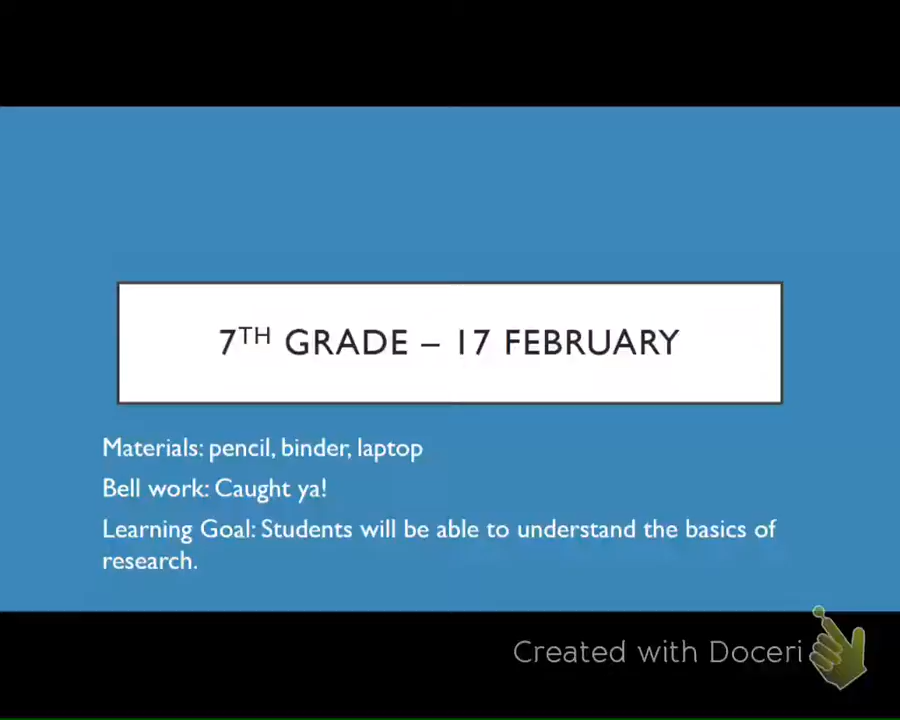 7TH GRADE – 17 FEBRUARY
Materials: pencil, binder, laptop
Bell work: Caught ya!
Learning Goal: Students will be able to understand the basics of
research.
Created with Doceri